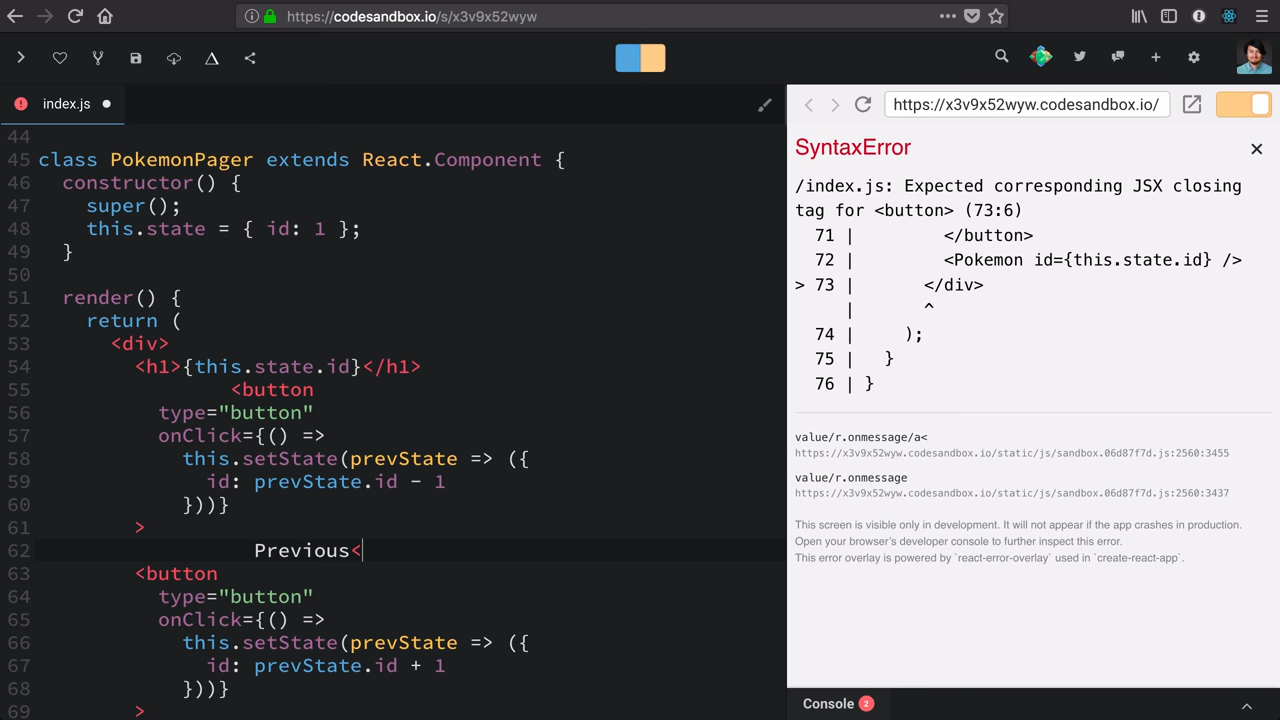 https://codesandbox.io/s/x3v9x52wyw
index.js
https://x3v9x52wyw.codesandbox.io/
44
45 class PokemonPager extends React.Component {
46 constructor() {
47 super();
48 this.state = { id: 1 };
49 }
50
51 render() {
52 return (
53 <div>
54 <h1>{this.state.id}</h1>
55 <button
56 type="button"
57 onClick={() =>
58 this.setState(prevState => ({
59 id: prevState.id - 1
60 }))}
61 >
62 Previous<
63 <button
64 type="button"
65 onClick={() =>
66 this.setState(prevState => ({
67 id: prevState.id + 1
68 }))}
69 >
SyntaxError
/index.js: Expected corresponding JSX closing
tag for <button> (73:6)
71 | </button>
72 | <Pokemon id={this.state.id} />
> 73 | </div>
| ^
74 | );
75 | }
76 | }
value/r.onmessage/a<
https://x3v9x52wyw.codesandbox.io/static/js/sandbox.06d87f7d.js:2560:3455
value/r.onmessage
https://x3v9x52wyw.codesandbox.io/static/js/sandbox.06d87f7d.js:2560:3437
This screen is visible only in development. It will not appear if the app crashes in production.
Open your browser's developer console to further inspect this error.
This error overlay is powered by `react-error-overlay` used in `create-react-app`.
Console 2